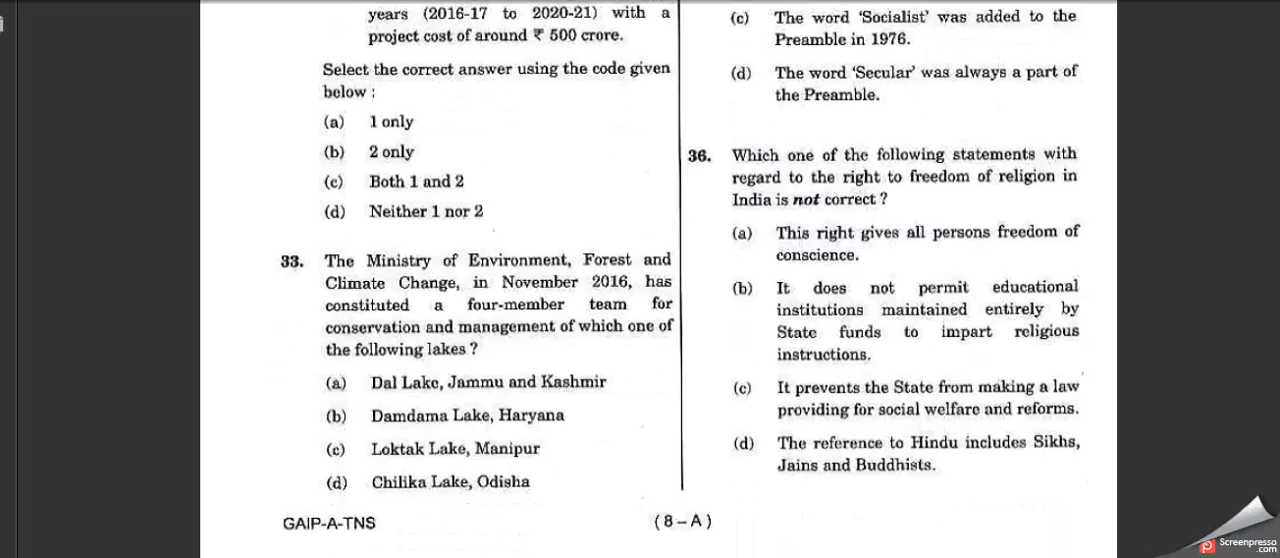 years (2016-17 to 2020-21) with a
project cost of around ₹ 500 crore.
Select the correct answer using the code given
below :
(a) 1 only
(b) 2 only
(c) Both 1 and 2
(d) Neither 1 nor 2
33. The Ministry of Environment, Forest and
Climate Change, in November 2016, has
constituted a four-member team for
conservation and management of which one of
the following lakes ?
(a) Dal Lake, Jammu and Kashmir
(b) Damdama Lake, Haryana
(c) Loktak Lake, Manipur
(d) Chilika Lake, Odisha
(c) The word ‘Socialist’ was added to the
Preamble in 1976.
(d) The word ‘Secular’ was always a part of
the Preamble.
36. Which one of the following statements with
regard to the right to freedom of religion in
India is not correct ?
(a) This right gives all persons freedom of
conscience.
(b) It does not permit educational
institutions maintained entirely by
State funds to impart religious
instructions.
(c) It prevents the State from making a law
providing for social welfare and reforms.
(d) The reference to Hindu includes Sikhs,
Jains and Buddhists.
GAIP-A-TNS
( 8 – A )
Screenpresso
.com